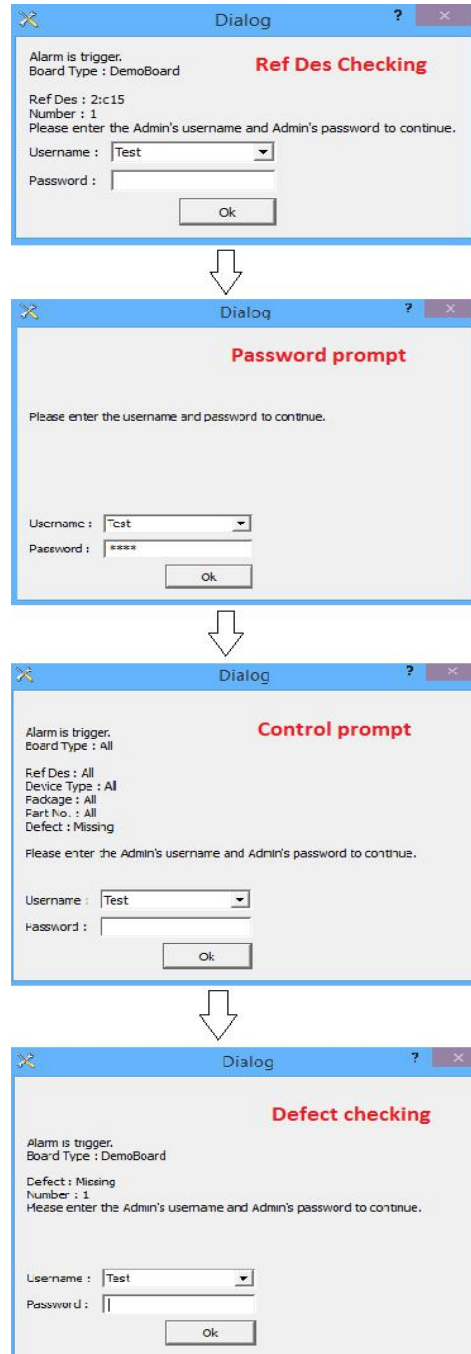 Dialog ?
Alarm is trigger.
Board Type : DemoBoard
Ref Des Checking
Ref Des : 2:c15
Number : 1
Please enter the Admin's username and Admin's password to continue.
Username : Test
Password :
Ok
Dialog ?
Password prompt
Please enter the username and password to continue.
Username : Test
Password : ****
Ok
Dialog ?
Alarm is trigger.
Board Type : All
Control prompt
Ref Des : All
Device Type : All
Package : All
Part No. : All
Defect : Missing
Please enter the Admin's username and Admin's password to continue.
Username : Test
Password :
Ok
Dialog ?
Defect checking
Alarm is trigger.
Board Type : DemoBoard
Defect : Missing
Number : 1
Please enter the Admin's username and Admin's password to continue.
Username : Test
Password :
Ok